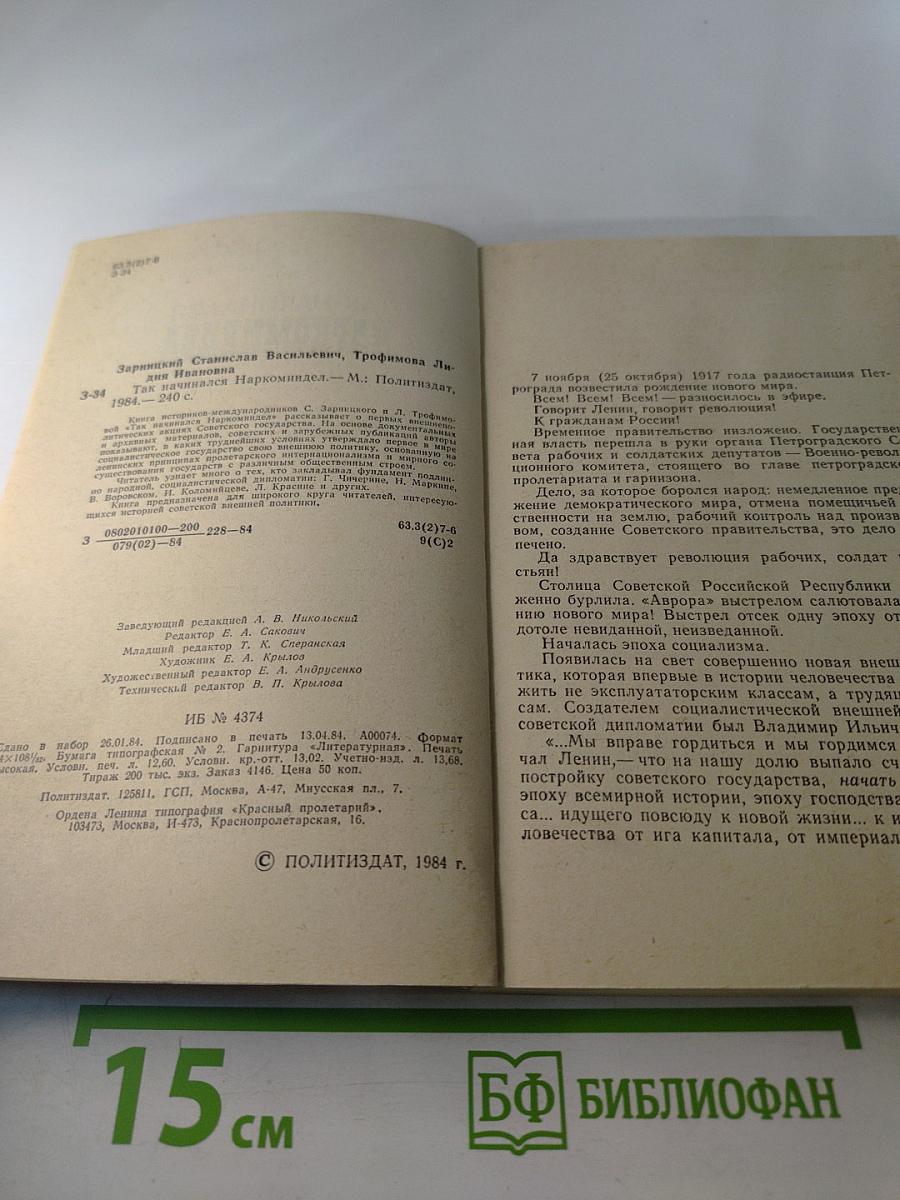 63.3(2)7-6
З-34
Зарницкий Станислав Васильевич, Трофимова Ли-
дия Ивановна
З-34
Так начинался Наркоминдел.— М.: Политиздат,
1984.— 240 с.
Книга историков-международников С. Зарницкого и Л. Трофимо-
вой «Так начинался Наркоминдел» рассказывает о первых внешнепо-
литических акциях Советского государства. На основе документальных
и архивных материалов, советских и зарубежных публикаций авторы
показывают, в каких труднейших условиях утверждало первое в мире
социалистическое государство свою внешнюю политику, основанную на
ленинских принципах пролетарского интернационализма и мирного со-
существования государств с различным общественным строем.
Читатель узнает много о тех, кто закладывал фундамент подлин-
но народной, социалистической дипломатии: Г. Чичерине, Н. Маркине,
В. Воровском, И. Коломийцеве, Л. Красине и других.
Книга предназначена для широкого круга читателей, интересую-
щихся историей советской внешней политики.
З 0802010100—200 228—84
079(02)—84
63.3(2)7-6
9(С)2
Заведующий редакцией А. В. Никольский
Редактор Е. А. Сакович
Младший редактор Т. К. Сперанская
Художник Е. А. Крылов
Художественный редактор Е. А. Андрусенко
Технический редактор В. П. Крылова
ИБ № 4374
Сдано в набор 26.01.84. Подписано в печать 13.04.84. А00074. Формат
4×108¹/₃₂. Бумага типографская № 2. Гарнитура «Литературная». Печать
высокая. Условн. печ. л. 12,60. Условн. кр.-отт. 13,02. Учетно-изд. л. 13,68.
Тираж 200 тыс. экз. Заказ 4146. Цена 50 коп.
Политиздат. 125811, ГСП, Москва, А-47, Миусская пл., 7.
Ордена Ленина типография «Красный пролетарий».
103473, Москва, И-473, Краснопролетарская, 16.
© ПОЛИТИЗДАТ, 1984 г.
7 ноября (25 октября) 1917 года радиостанция Пет-
рограда возвестила рождение нового мира.
Всем! Всем! Всем! — разносилось в эфире.
Говорит Ленин, говорит революция!
К гражданам России!
Временное правительство низложено. Государствен
ная власть перешла в руки органа Петроградского С
вета рабочих и солдатских депутатов — Военно-револ
ционного комитета, стоящего во главе петроградско
пролетариата и гарнизона.
Дело, за которое боролся народ: немедленное пред
жение демократического мира, отмена помещичьей
ственности на землю, рабочий контроль над произв
вом, создание Советского правительства, это дело
печено.
Да здравствует революция рабочих, солдат
стьян!
Столица Советской Российской Республики
женно бурлила. «Аврора» выстрелом салютовала
нию нового мира! Выстрел отсек одну эпоху от
дотоле невиданной, неизведанной.
Началась эпоха социализма.
Появилась на свет совершенно новая внеш
тика, которая впервые в истории человечества
жить не эксплуататорским классам, а трудящ
сам. Создателем социалистической внешней
советской дипломатии был Владимир Ильич
«...Мы вправе гордиться и мы гордимся
чал Ленин,— что на нашу долю выпало сч
постройку советского государства, начать
эпоху всемирной истории, эпоху господства
са... идущего повсюду к новой жизни... к и
ловечества от ига капитала, от империал
15 см
БФ БИБЛИОФАН